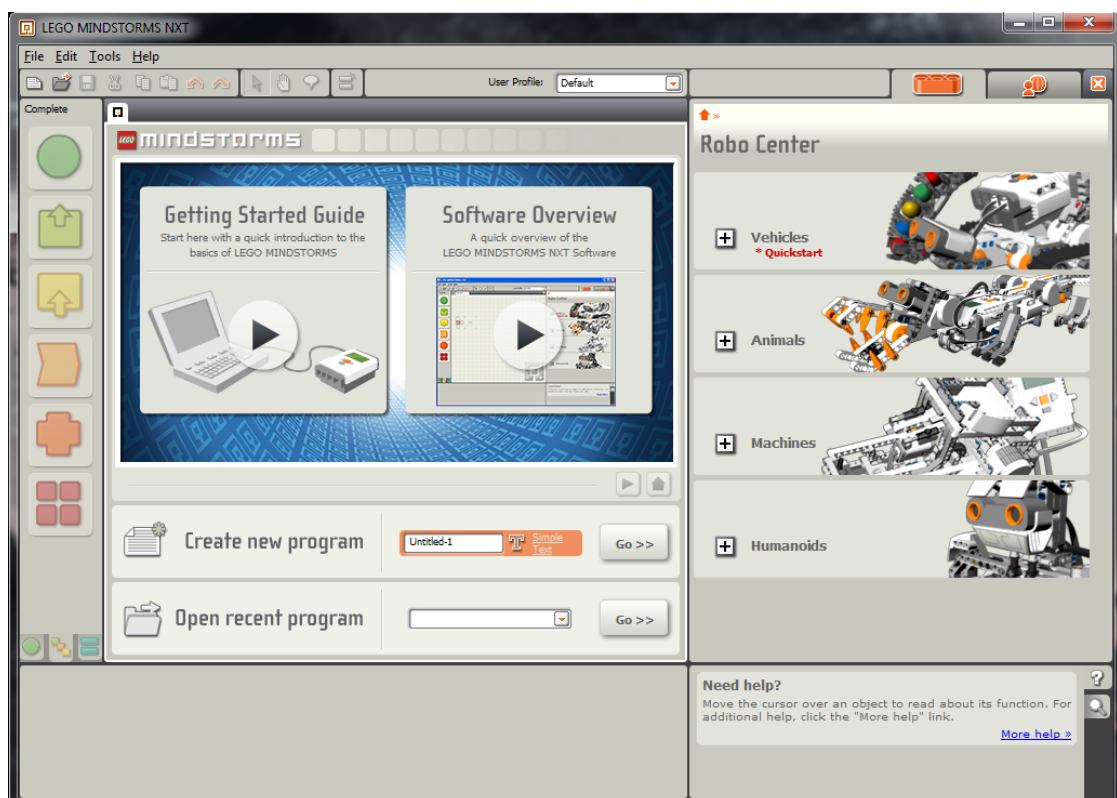 LEGO MINDSTORMS NXT
File Edit Tools Help
User Profile: Default
Complete
LEGO mindstorms
Getting Started Guide
Start here with a quick introduction to the
basics of LEGO MINDSTORMS
Software Overview
A quick overview of the
LEGO MINDSTORMS NXT Software
Create new program
Untitled-1
T Simple
Text
Go >>
Open recent program
Go >>
»
Robo Center
Vehicles
* Quickstart
Animals
Machines
Humanoids
Need help?
Move the cursor over an object to read about its function. For
additional help, click the "More help" link.
More help »